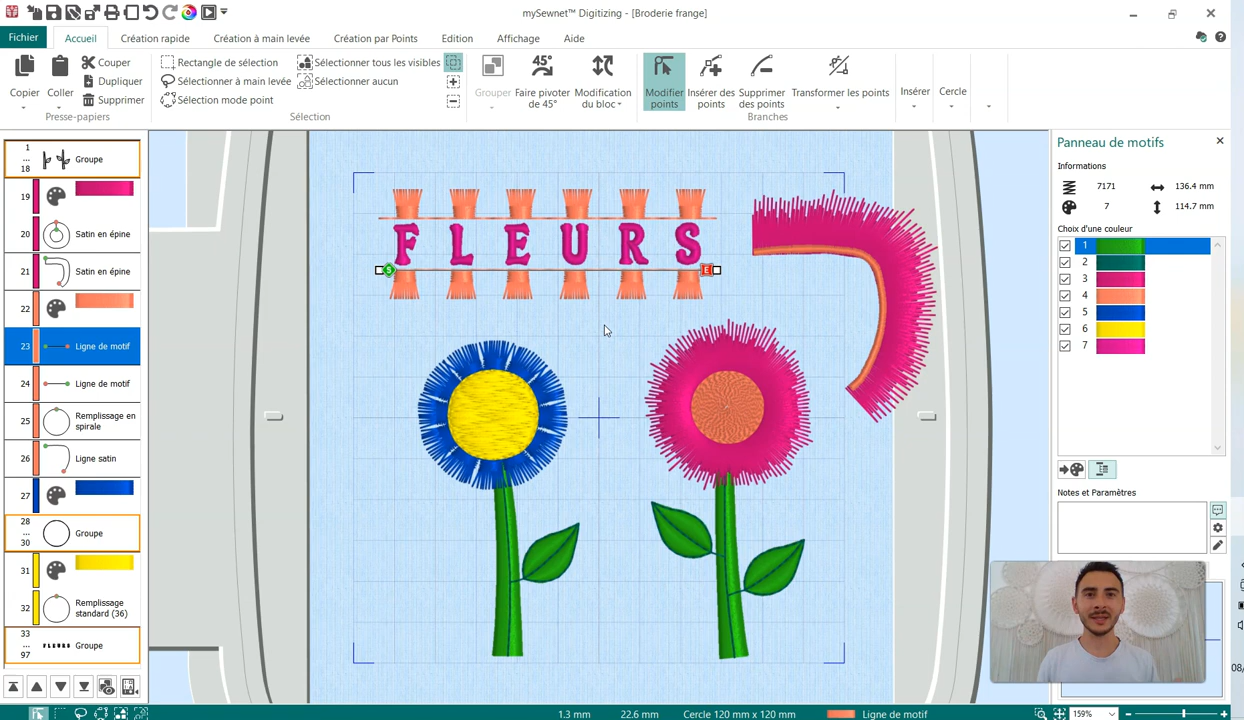 mySewnet™ Digitizing - [Broderie frange]
Fichier Accueil Création rapide Création à main levée Création par Points Edition Affichage Aide
Copier
Coller
Couper
Dupliquer
Supprimer
Presse-papiers
Rectangle de sélection
Sélectionner à main levée
Sélection mode point
Sélectionner tous les visibles
Sélectionner aucun
Sélection
Grouper
45°
Faire pivoter
de 45°
Modification
du bloc
Modifier
points
Insérer des
points
Supprimer
des points
Transformer les points
Branches
Insérer
Cercle
1
...
18
Groupe
19
20 Satin en épine
21 Satin en épine
22
23 Ligne de motif
24 Ligne de motif
25 Remplissage en
spirale
26 Ligne satin
27
28
...
30
Groupe
31
32 Remplissage
standard (36)
33
...
97
FLEURS
Groupe
FLEURS
S E
Panneau de motifs
Informations
7171 136.4 mm
7 114.7 mm
Choix d'une couleur
1
2
3
4
5
6
7
Notes et Paramètres
08/
1.3 mm 22.6 mm Cercle 120 mm x 120 mm Ligne de motif 159%